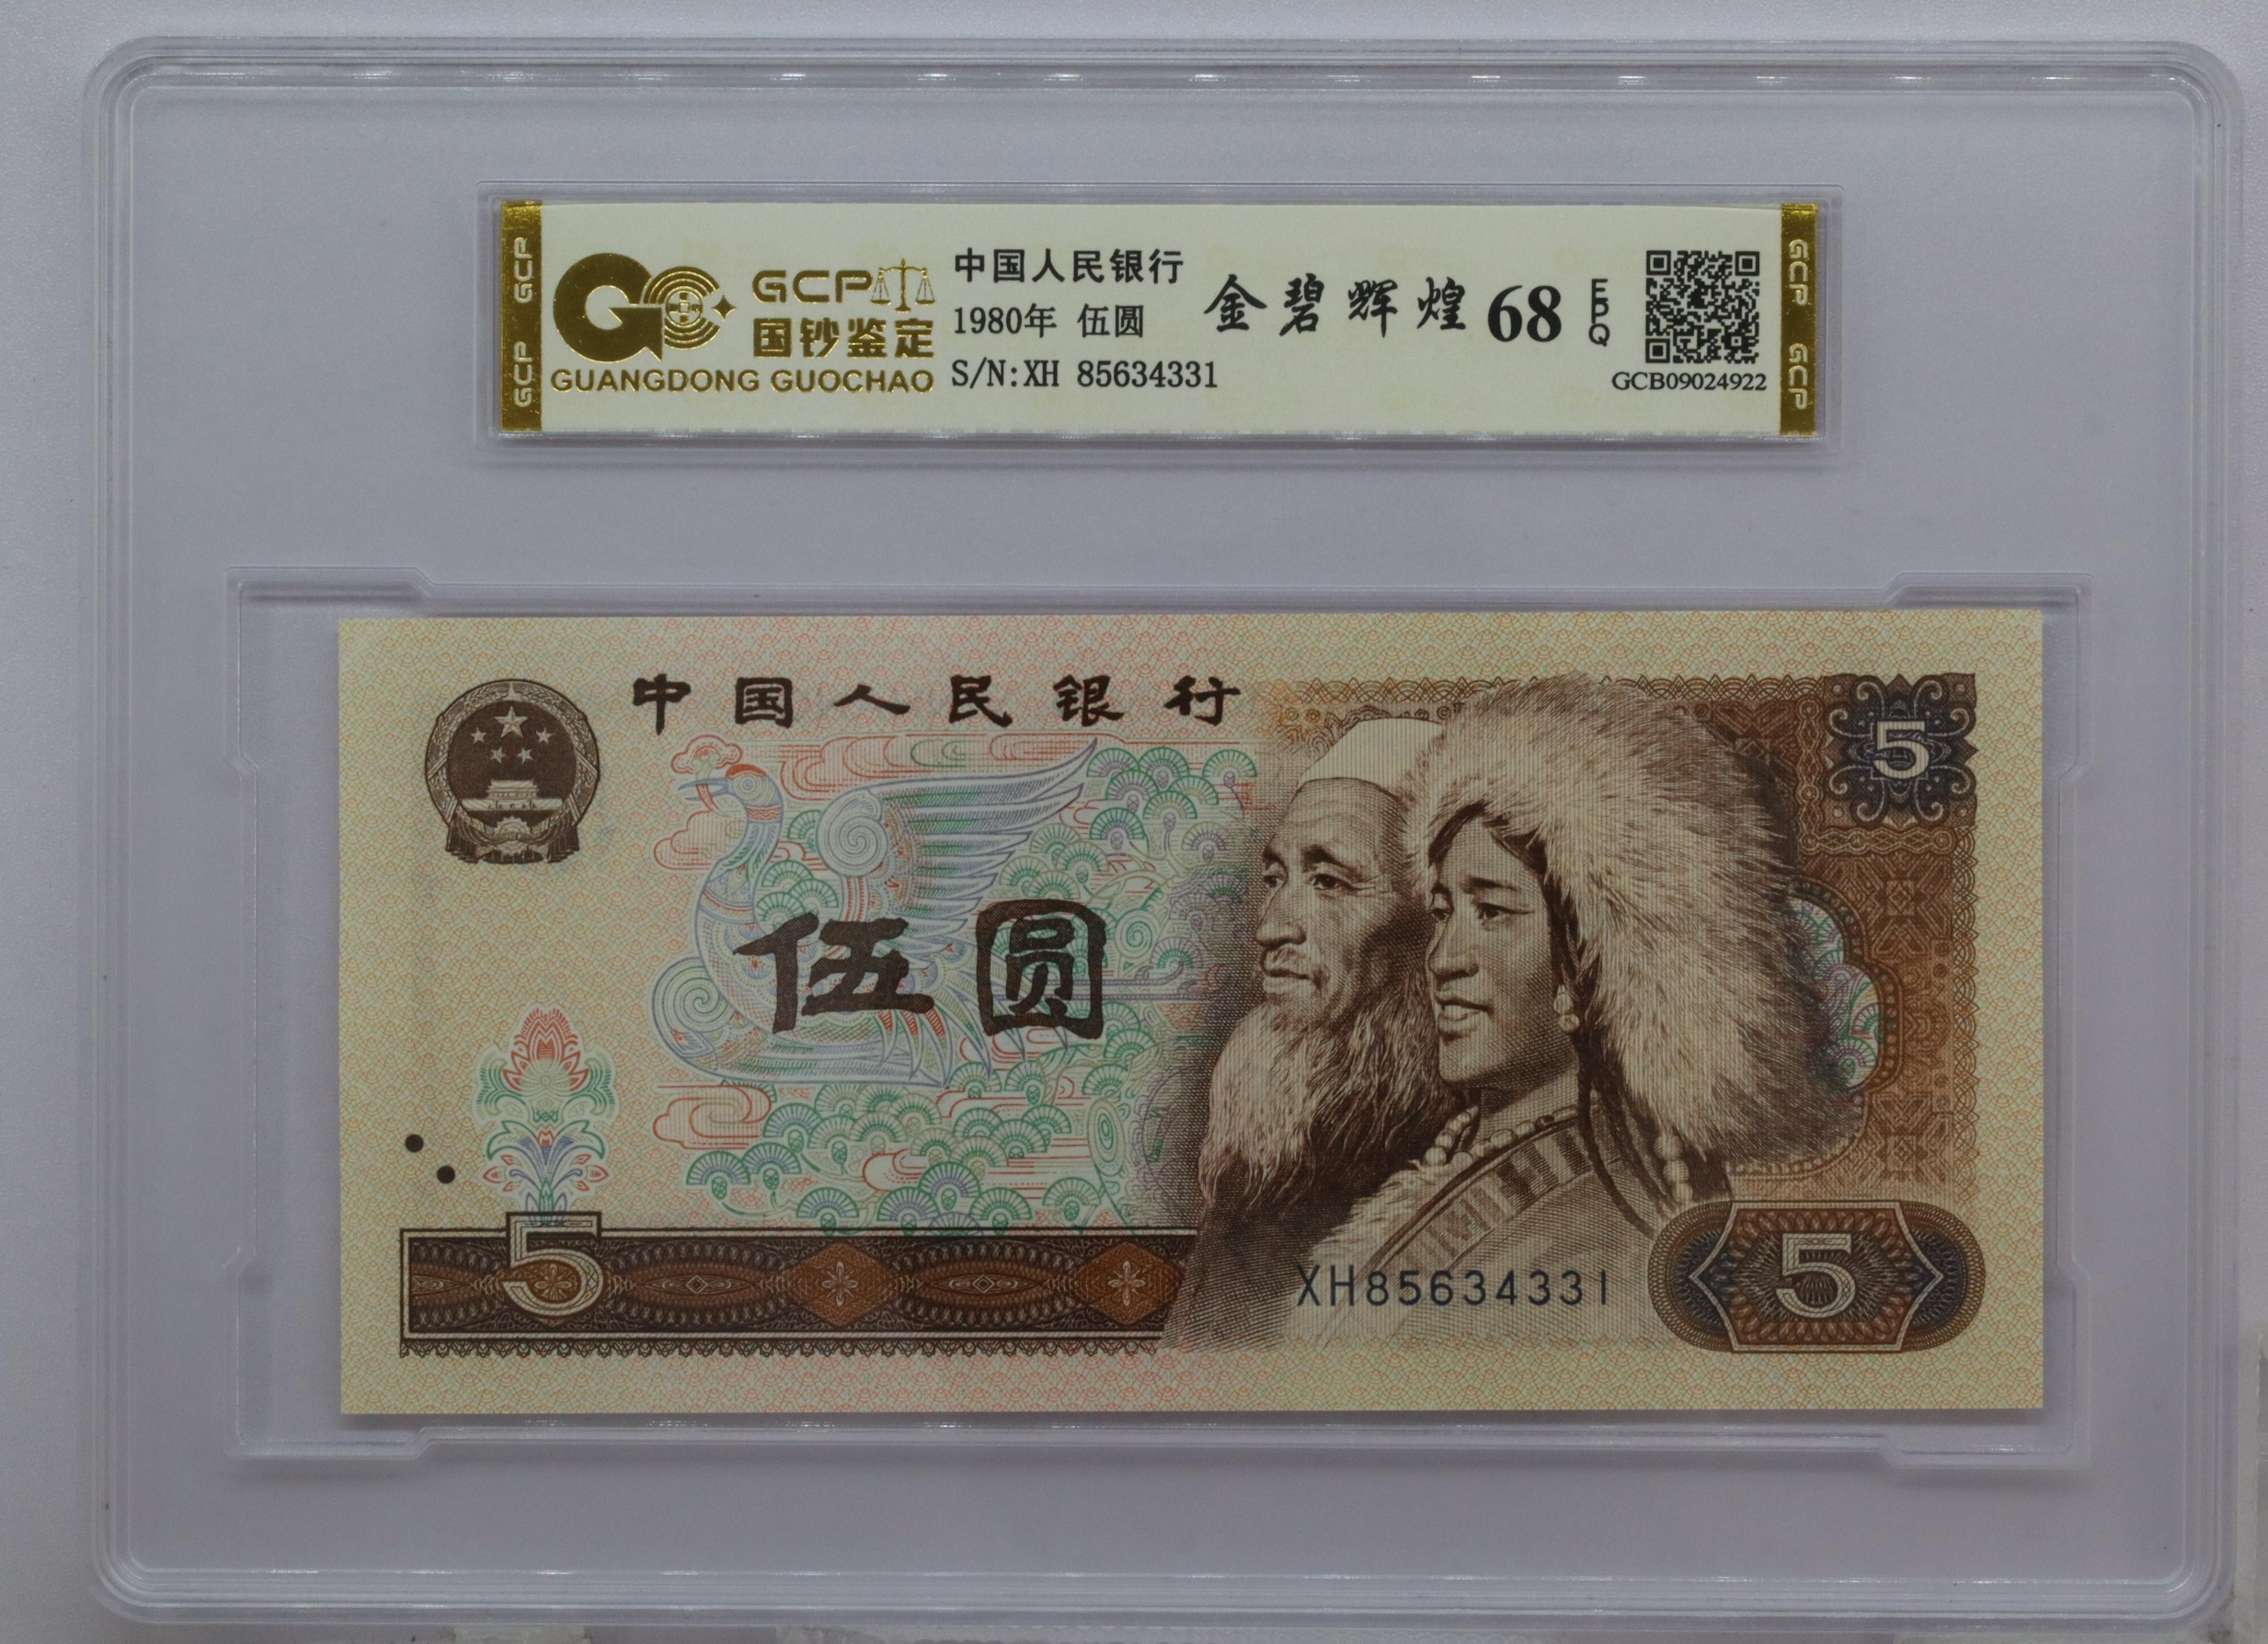 GCP GCP
GCP
国钞鉴定
GUANGDONG GUOCHAO
中国人民银行
1980年 伍圆
S/N:XH 85634331
金碧辉煌 68 EPQ
GCB09024922
GCP GCP
中国人民银行
5
伍圆
5
XH85634331
5